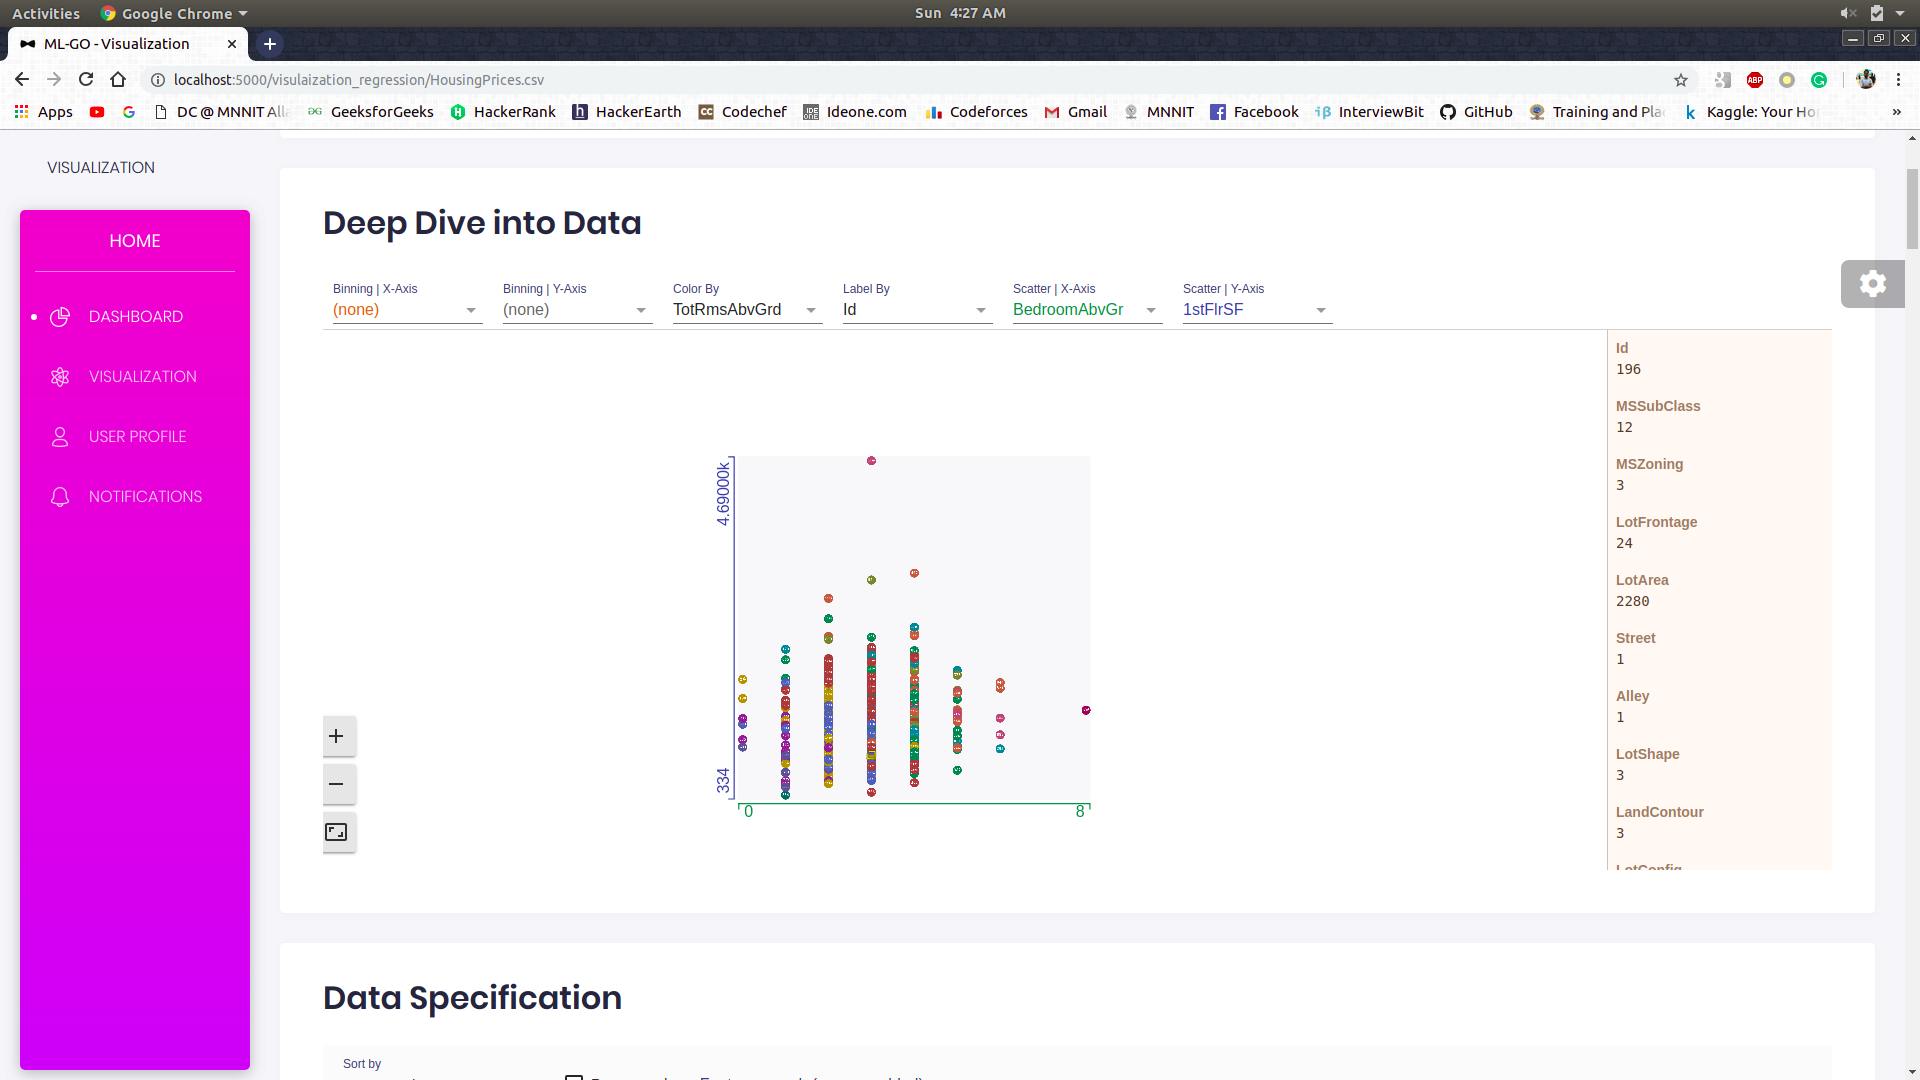 Activities
Google Chrome
Sun 4:27 AM
ML-GO - Visualization
localhost:5000/visulaization_regression/HousingPrices.csv
ABP
Apps
DC @ MNNIT Alla
GeeksforGeeks
HackerRank
HackerEarth
Codechef
Ideone.com
Codeforces
Gmail
MNNIT
Facebook
InterviewBit
GitHub
Training and Pla
Kaggle: Your Ho
»
VISUALIZATION
HOME
DASHBOARD
VISUALIZATION
USER PROFILE
NOTIFICATIONS
Deep Dive into Data
Binning | X-Axis
(none)
Binning | Y-Axis
(none)
Color By
TotRmsAbvGrd
Label By
Id
Scatter | X-Axis
BedroomAbvGr
Scatter | Y-Axis
1stFlrSF
4.69000k
334
0
8
Id
196
MSSubClass
12
MSZoning
3
LotFrontage
24
LotArea
2280
Street
1
Alley
1
LotShape
3
LandContour
3
LotConfig
Data Specification
Sort by